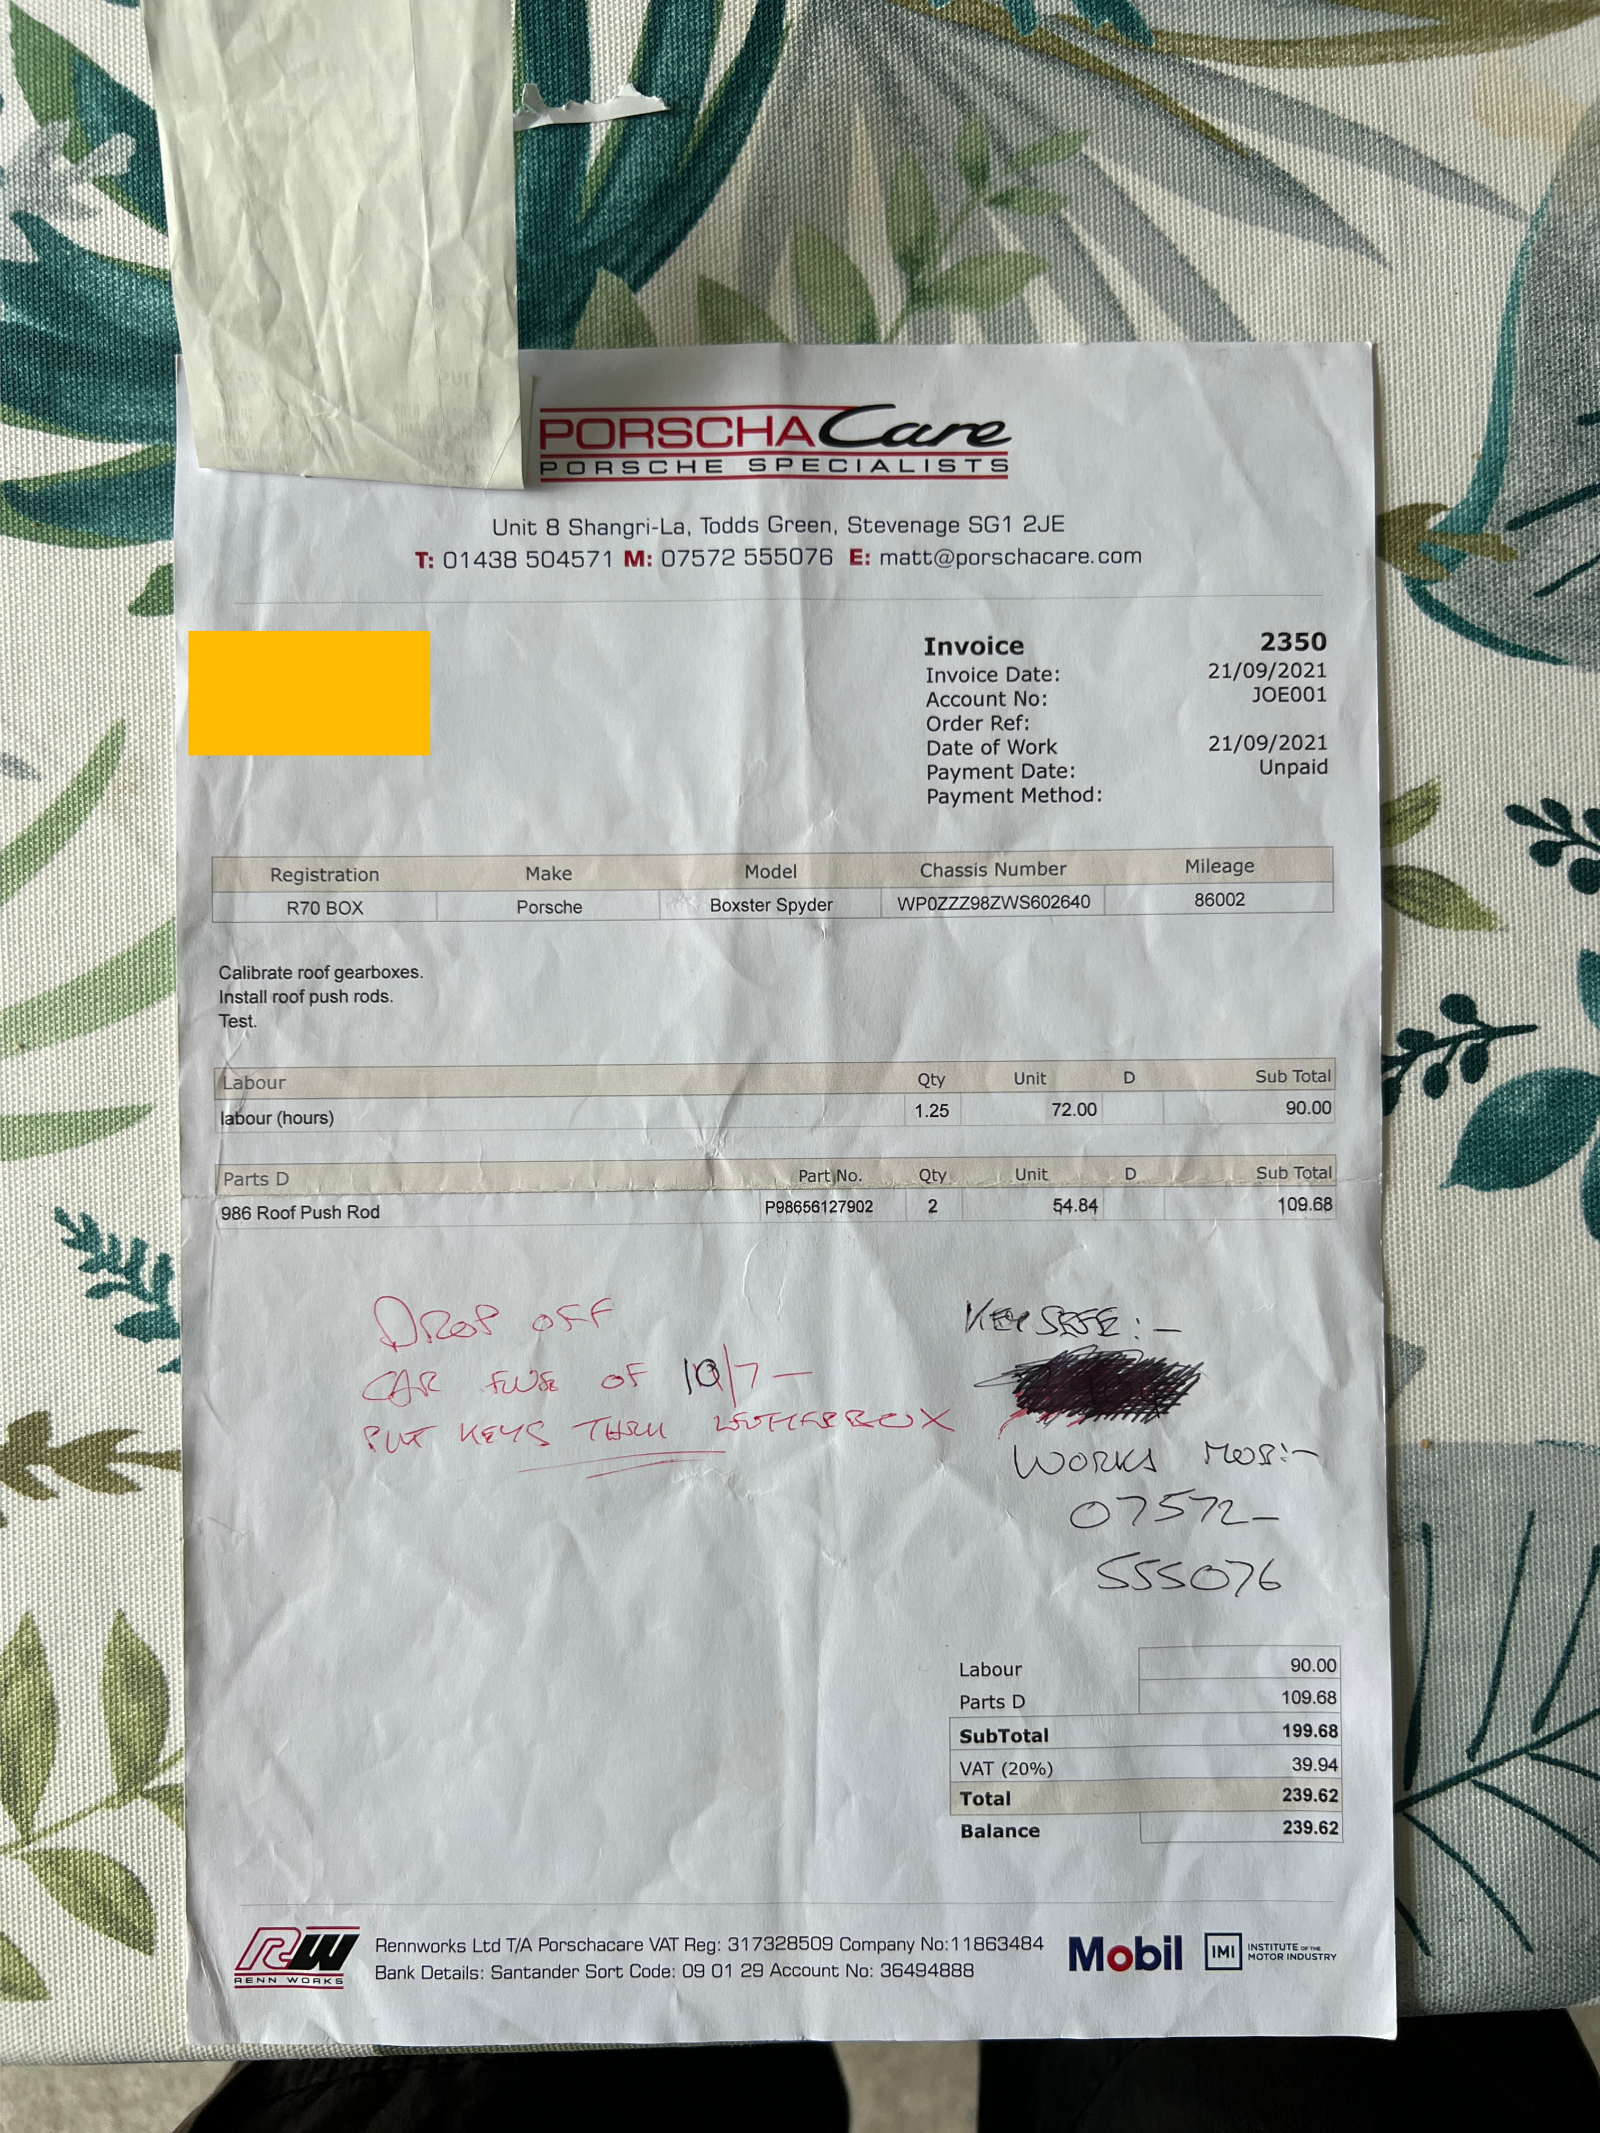 PORSCHACare
PORSCHE SPECIALISTS
Unit 8 Shangri-La, Todds Green, Stevenage SG1 2JE
T: 01438 504571 M: 07572 555076 E: matt@porschacare.com
Invoice 2350
Invoice Date: 21/09/2021
Account No: JOE001
Order Ref:
Date of Work 21/09/2021
Payment Date: Unpaid
Payment Method:
Registration Make Model Chassis Number Mileage
R70 BOX Porsche Boxster Spyder WP0ZZZ98ZWS602640 86002
Calibrate roof gearboxes.
Install roof push rods.
Test.
Labour Qty Unit D Sub Total
labour (hours) 1.25 72.00 90.00
Parts D Part No. Qty Unit D Sub Total
986 Roof Push Rod P98656127902 2 54.84 109.68
DROP OFF
CAR OF 10/7 —
PUT KEYS THRU LETTERBOX
KEY SAFE:—
WORKS MOB:—
07572—
555076
Labour 90.00
Parts D 109.68
SubTotal 199.68
VAT (20%) 39.94
Total 239.62
Balance 239.62
RW
RENN WORKS
Rennworks Ltd T/A Porschacare VAT Reg: 317328509 Company No:11863484
Bank Details: Santander Sort Code: 09 01 29 Account No: 36494888
Mobil
IMI
INSTITUTE OF THE
MOTOR INDUSTRY